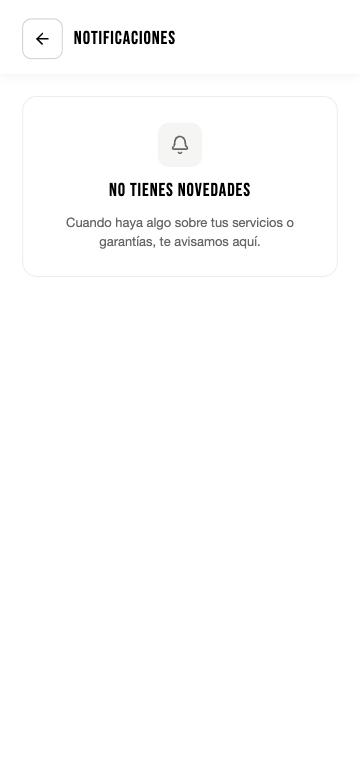 NOTIFICACIONES
NO TIENES NOVEDADES
Cuando haya algo sobre tus servicios o
garantías, te avisamos aquí.